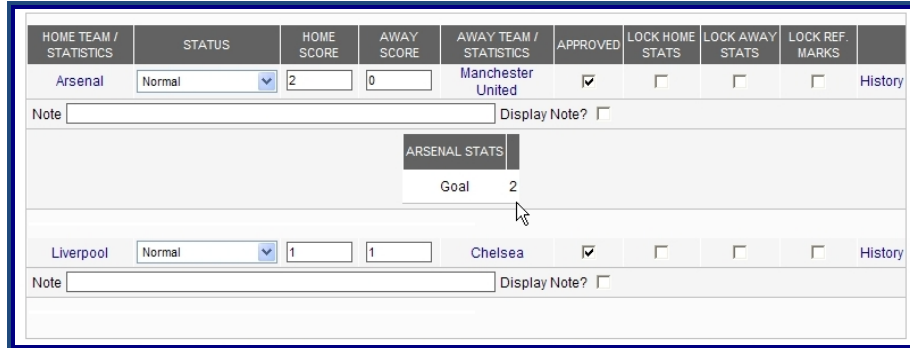 HOME TEAM / STATISTICS STATUS HOME SCORE AWAY SCORE AWAY TEAM / STATISTICS APPROVED LOCK HOME STATS LOCK AWAY STATS LOCK REF. MARKS
Arsenal Normal 2 0 Manchester United History
Note Display Note?
ARSENAL STATS
Goal 2
Liverpool Normal 1 1 Chelsea History
Note Display Note?